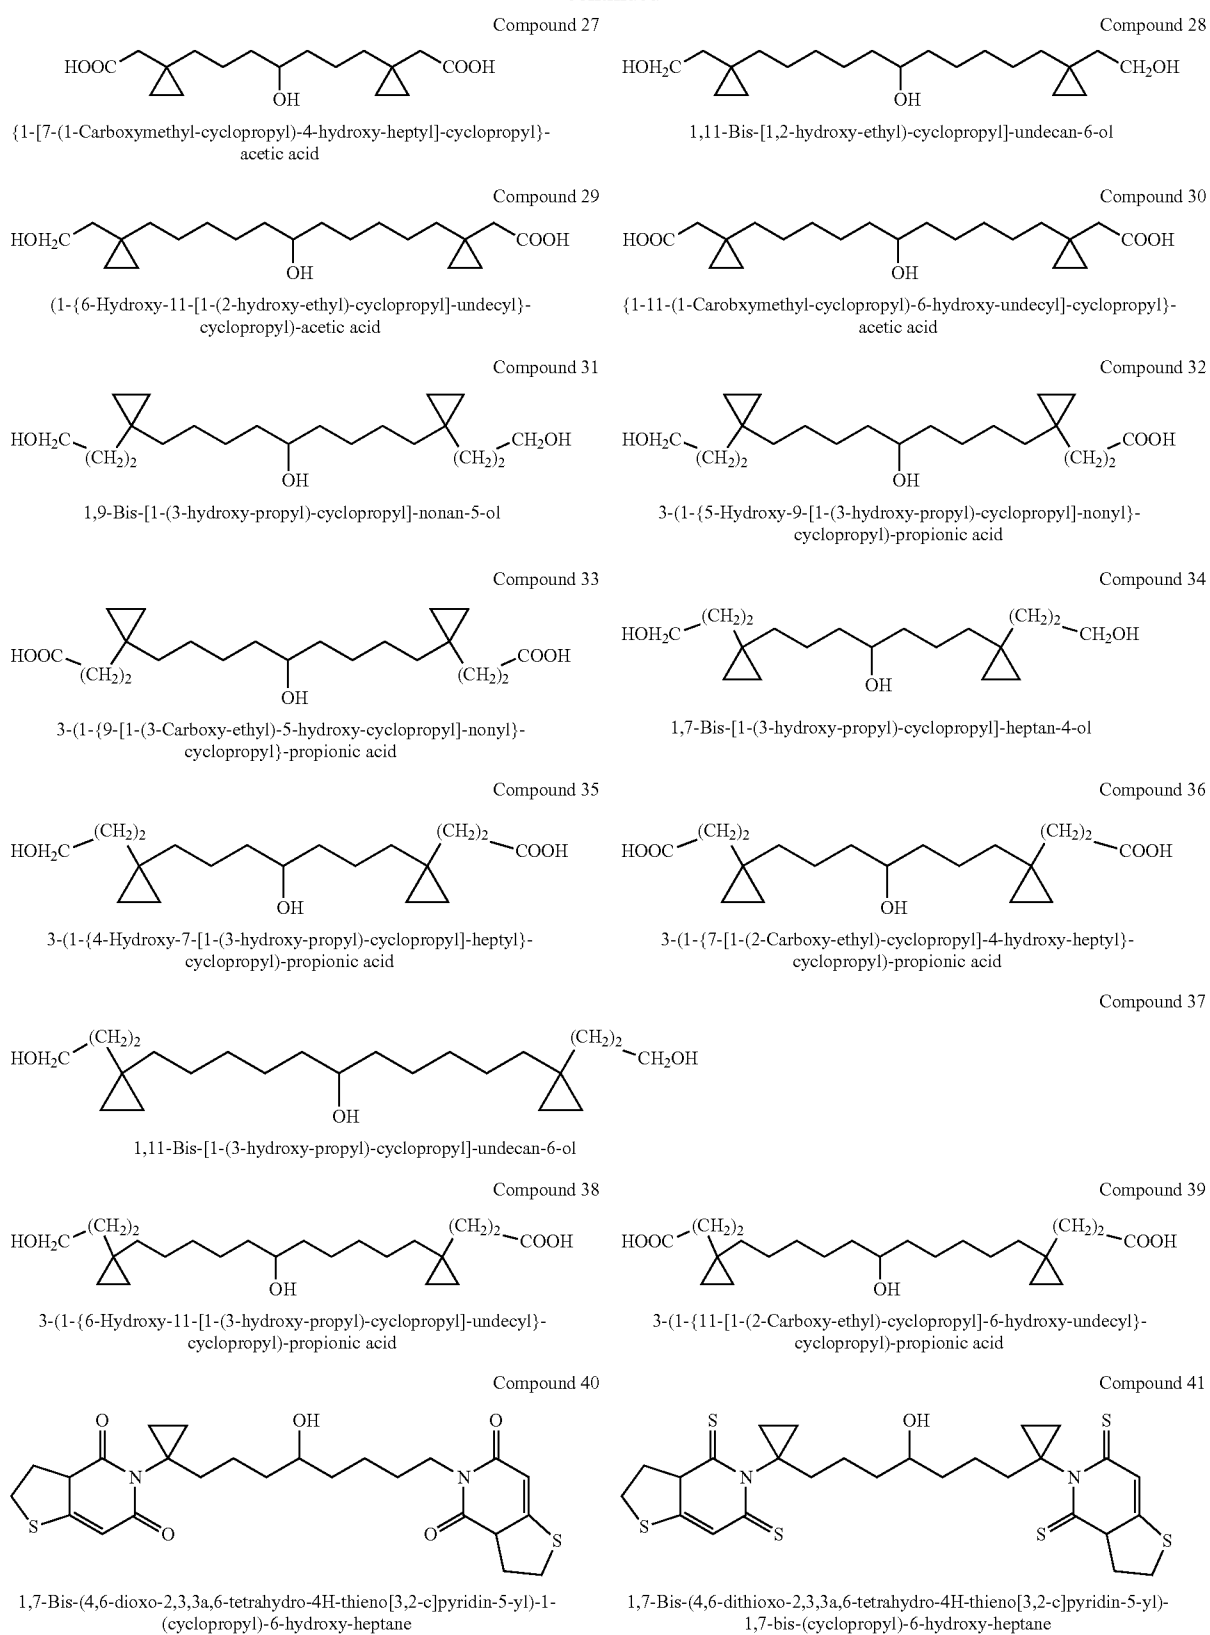 Compound 27
HOOC COOH
OH
{1-[7-(1-Carboxymethyl-cyclopropyl)-4-hydroxy-heptyl]-cyclopropyl}-
acetic acid
Compound 28
HOH2C CH2OH
OH
1,11-Bis-[1,2-hydroxy-ethyl)-cyclopropyl]-undecan-6-ol
Compound 29
HOH2C COOH
OH
(1-{6-Hydroxy-11-[1-(2-hydroxy-ethyl)-cyclopropyl]-undecyl}-
cyclopropyl)-acetic acid
Compound 30
HOOC COOH
OH
{1-11-(1-Carobxymethyl-cyclopropyl)-6-hydroxy-undecyl]-cyclopropyl}-
acetic acid
Compound 31
HOH2C CH2OH
(CH2)2 (CH2)2
OH
1,9-Bis-[1-(3-hydroxy-propyl)-cyclopropyl]-nonan-5-ol
Compound 32
HOH2C COOH
(CH2)2 (CH2)2
OH
3-(1-{5-Hydroxy-9-[1-(3-hydroxy-propyl)-cyclopropyl]-nonyl}-
cyclopropyl)-propionic acid
Compound 33
HOOC COOH
(CH2)2 (CH2)2
OH
3-(1-{9-[1-(3-Carboxy-ethyl)-5-hydroxy-cyclopropyl]-nonyl}-
cyclopropyl}-propionic acid
Compound 34
(CH2)2 (CH2)2
HOH2C CH2OH
OH
1,7-Bis-[1-(3-hydroxy-propyl)-cyclopropyl]-heptan-4-ol
Compound 35
(CH2)2 (CH2)2
HOH2C COOH
OH
3-(1-{4-Hydroxy-7-[1-(3-hydroxy-propyl)-cyclopropyl]-heptyl}-
cyclopropyl)-propionic acid
Compound 36
(CH2)2 (CH2)2
HOOC COOH
OH
3-(1-{7-[1-(2-Carboxy-ethyl)-cyclopropyl]-4-hydroxy-heptyl}-
cyclopropyl)-propionic acid
Compound 37
(CH2)2 (CH2)2
HOH2C CH2OH
OH
1,11-Bis-[1-(3-hydroxy-propyl)-cyclopropyl]-undecan-6-ol
Compound 38
(CH2)2 (CH2)2
HOH2C COOH
OH
3-(1-{6-Hydroxy-11-[1-(3-hydroxy-propyl)-cyclopropyl]-undecyl}-
cyclopropyl)-propionic acid
Compound 39
(CH2)2 (CH2)2
HOOC COOH
OH
3-(1-{11-[1-(2-Carboxy-ethyl)-cyclopropyl]-6-hydroxy-undecyl}-
cyclopropyl)-propionic acid
Compound 40
O OH O
N N
S O O S
1,7-Bis-(4,6-dioxo-2,3,3a,6-tetrahydro-4H-thieno[3,2-c]pyridin-5-yl)-1-
(cyclopropyl)-6-hydroxy-heptane
Compound 41
S OH S
N N
S S S S
1,7-Bis-(4,6-dithioxo-2,3,3a,6-tetrahydro-4H-thieno[3,2-c]pyridin-5-yl)-
1,7-bis-(cyclopropyl)-6-hydroxy-heptane